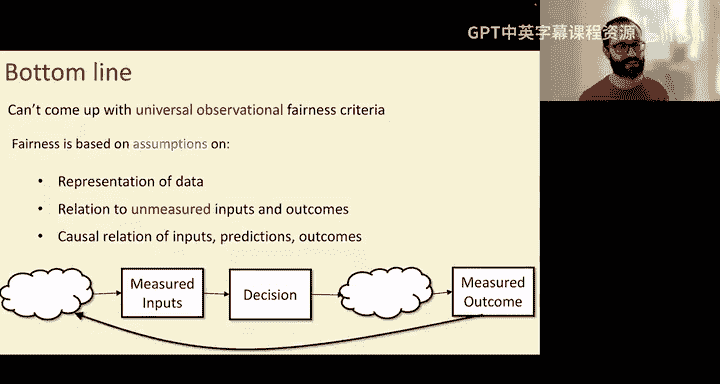 GPT中英字幕课程资源
Bottom line
Can't come up with universal observational fairness criteria
Fairness is based on assumptions on:
• Representation of data
• Relation to unmeasured inputs and outcomes
• Causal relation of inputs, predictions, outcomes
Measured
Inputs
Decision
Measured
Outcome